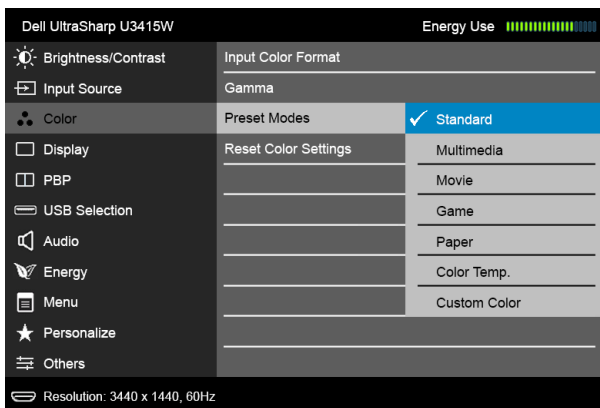 Dell UltraSharp U3415W
Energy Use
Brightness/Contrast
Input Source
Color
Display
PBP
USB Selection
Audio
Energy
Menu
Personalize
Others
Input Color Format
Gamma
Preset Modes
Reset Color Settings
Standard
Multimedia
Movie
Game
Paper
Color Temp.
Custom Color
Resolution: 3440 x 1440, 60Hz